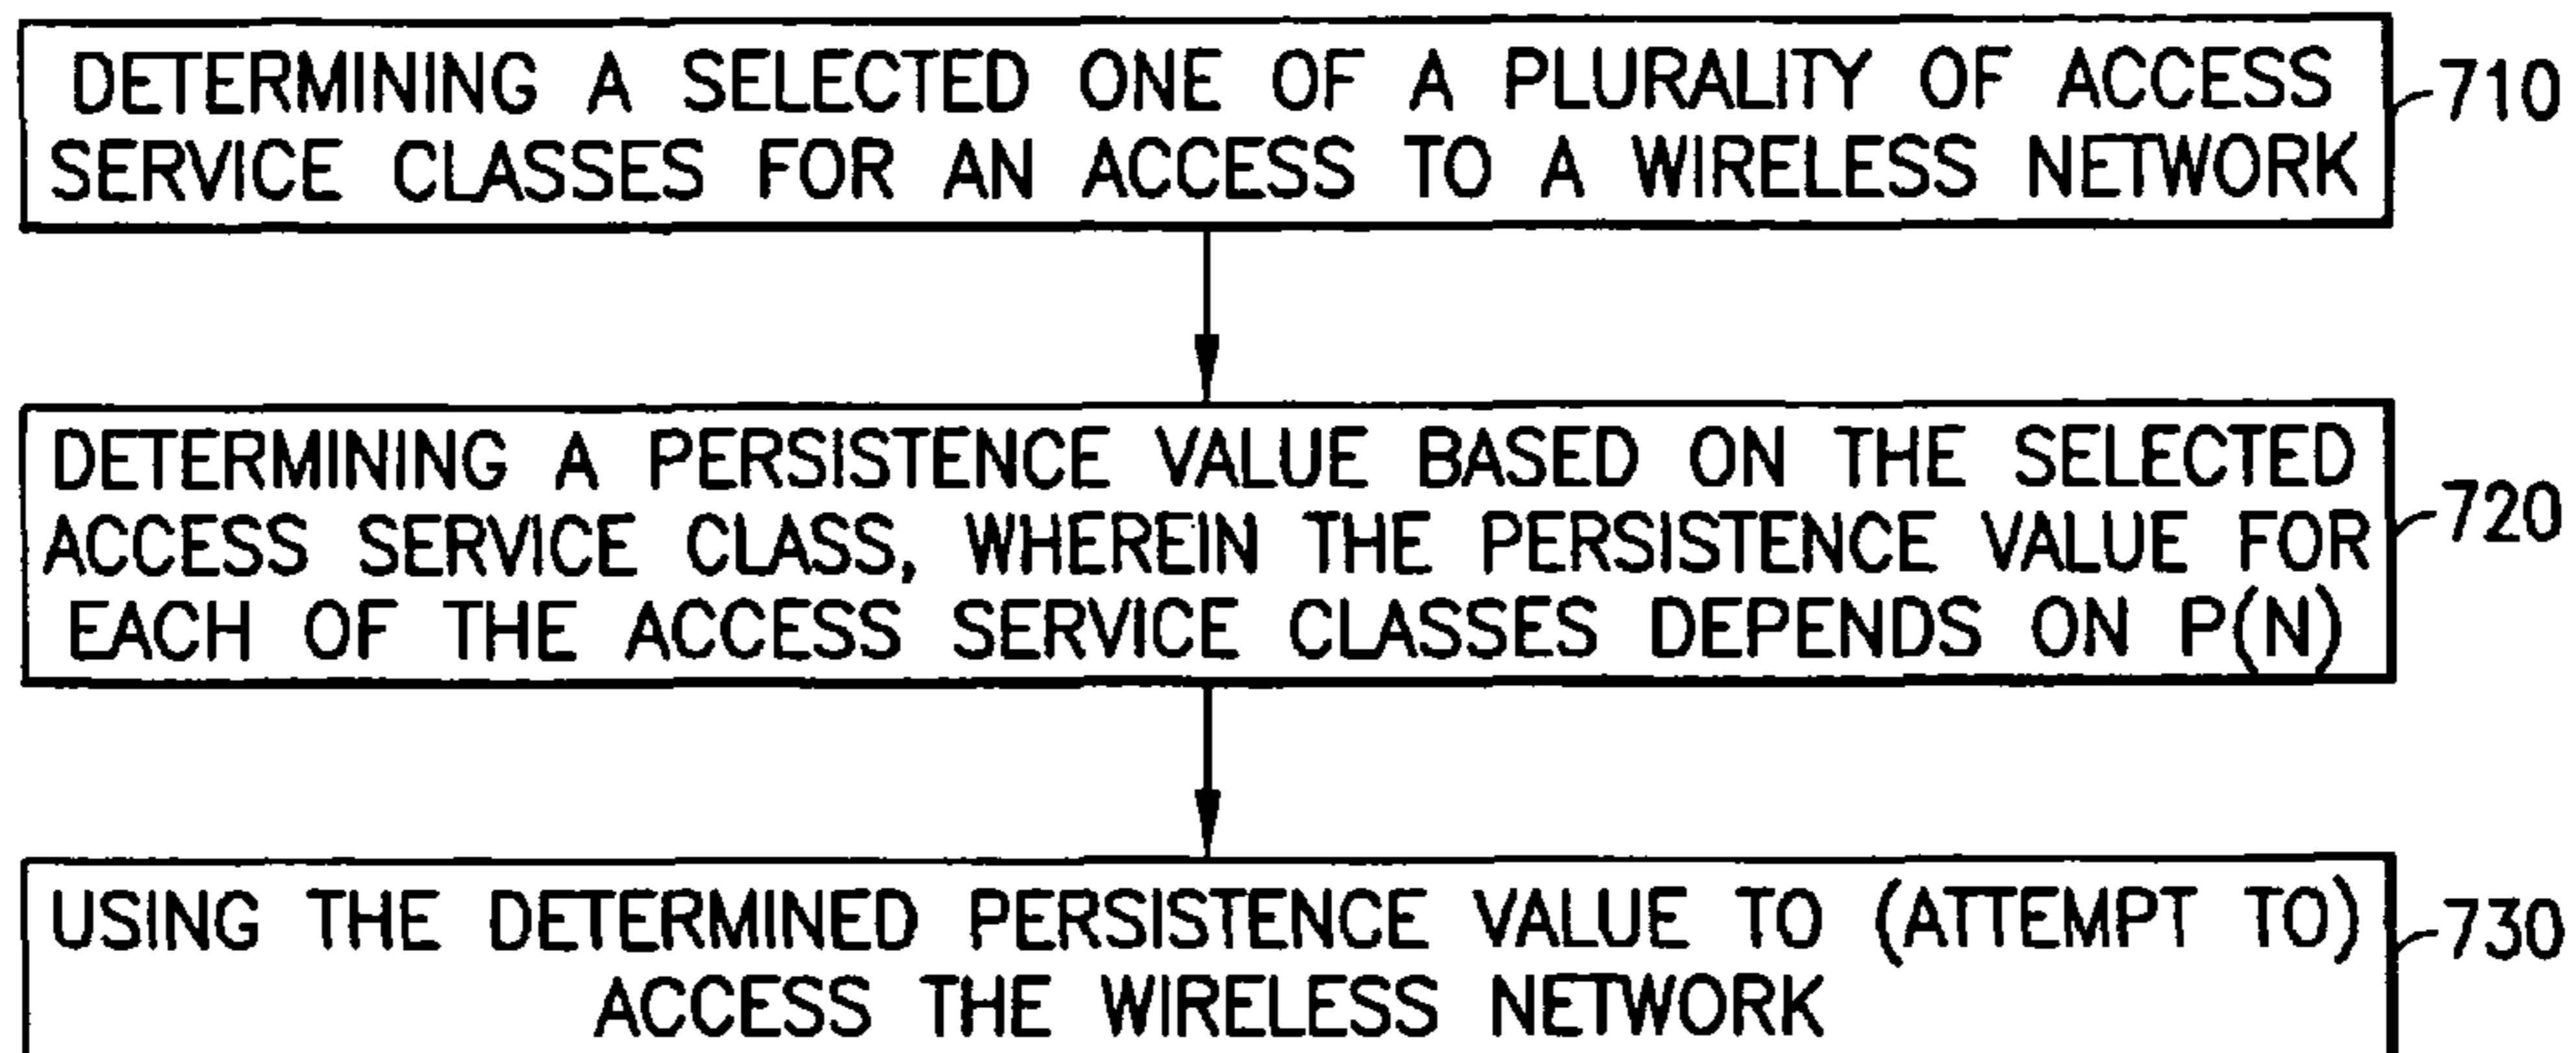 DETERMINING A SELECTED ONE OF A PLURALITY OF ACCESS
SERVICE CLASSES FOR AN ACCESS TO A WIRELESS NETWORK
710
DETERMINING A PERSISTENCE VALUE BASED ON THE SELECTED
ACCESS SERVICE CLASS, WHEREIN THE PERSISTENCE VALUE FOR
EACH OF THE ACCESS SERVICE CLASSES DEPENDS ON P(N)
720
USING THE DETERMINED PERSISTENCE VALUE TO (ATTEMPT TO)
ACCESS THE WIRELESS NETWORK
730